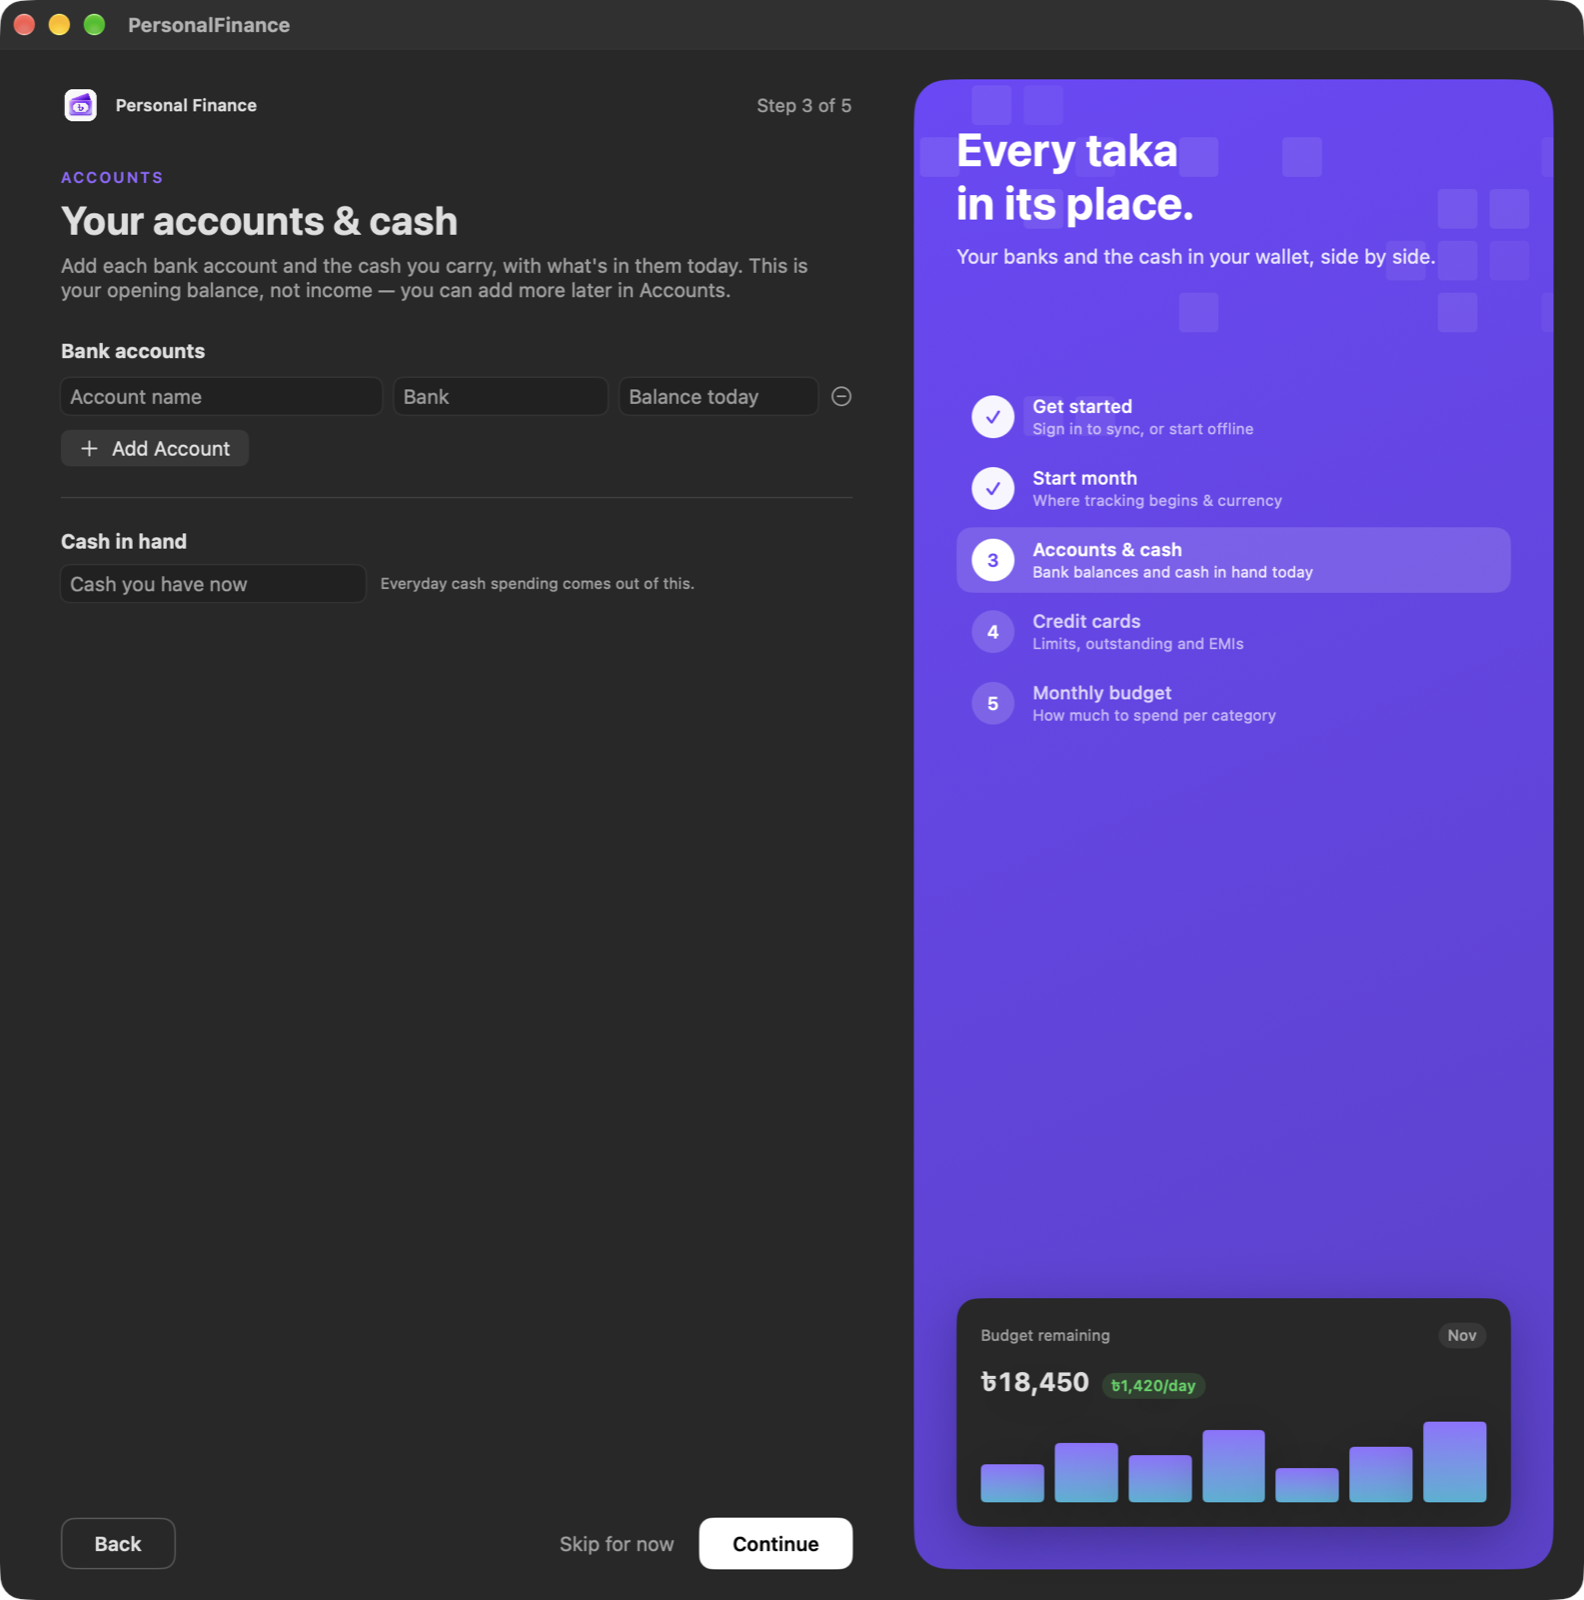 PersonalFinance
Personal Finance
Step 3 of 5
ACCOUNTS
Your accounts & cash
Add each bank account and the cash you carry, with what's in them today. This is
your opening balance, not income — you can add more later in Accounts.
Bank accounts
Account name
Bank
Balance today
Add Account
Cash in hand
Cash you have now
Everyday cash spending comes out of this.
Back
Skip for now
Continue
Every taka
in its place.
Your banks and the cash in your wallet, side by side.
Get started
Sign in to sync, or start offline
Start month
Where tracking begins & currency
3
Accounts & cash
Bank balances and cash in hand today
4
Credit cards
Limits, outstanding and EMIs
5
Monthly budget
How much to spend per category
Budget remaining
Nov
৳18,450
৳1,420/day